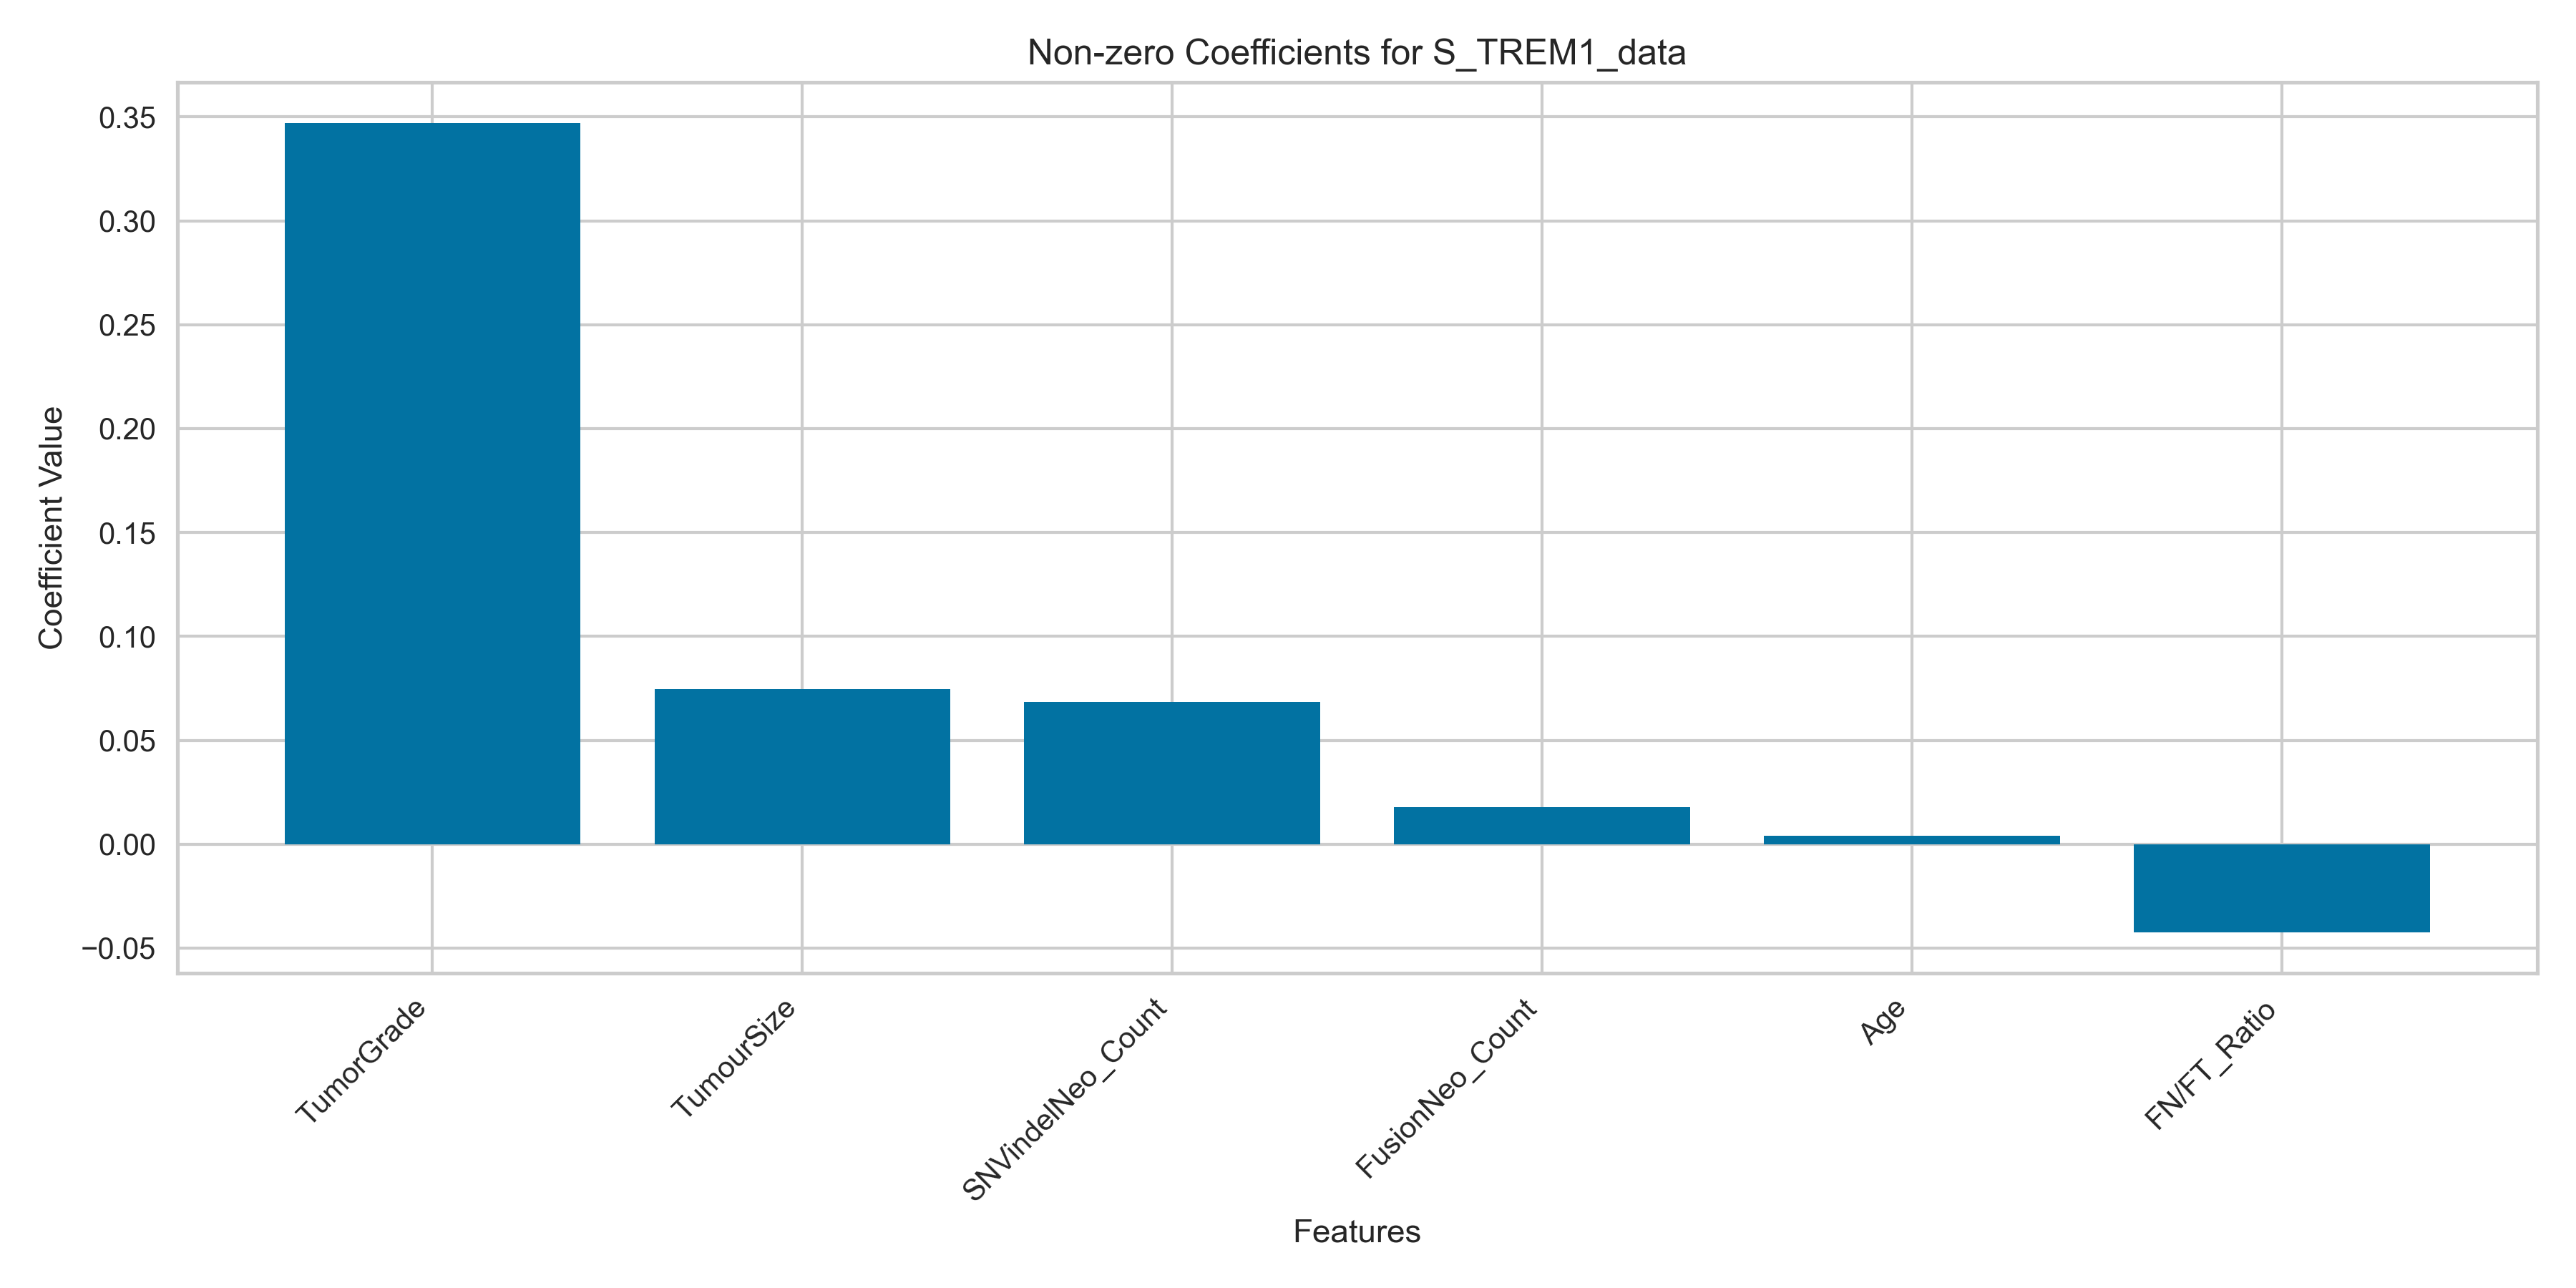 Non-zero Coefficients for S_TREM1_data
Coefficient Value
0.35
0.30
0.25
0.20
0.15
0.10
0.05
0.00
−0.05
TumorGrade
TumourSize
SNVindelNeo_Count
FusionNeo_Count
Age
FN/FT_Ratio
Features